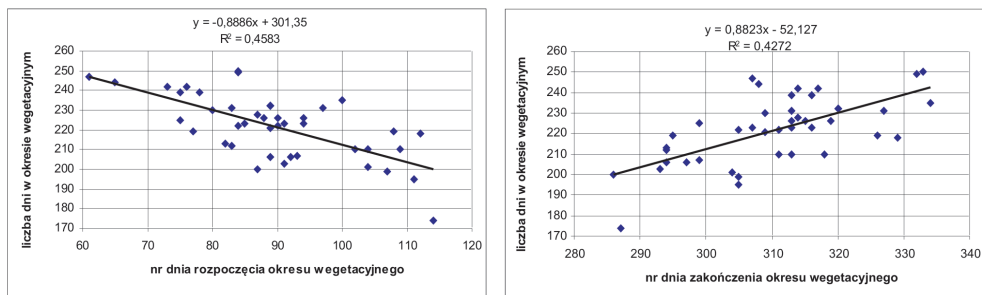 y = -0,8886x + 301,35
R² = 0,4583
liczba dni w okresie wegetacyjnym
260
250
240
230
220
210
200
190
180
170
60 70 80 90 100 110 120
nr dnia rozpoczęcia okresu wegetacyjnego
y = 0,8823x - 52,127
R² = 0,4272
liczba dni w okresie wegetacyjnym
260
250
240
230
220
210
200
190
180
170
280 290 300 310 320 330 340
nr dnia zakończenia okresu wegetacyjnego